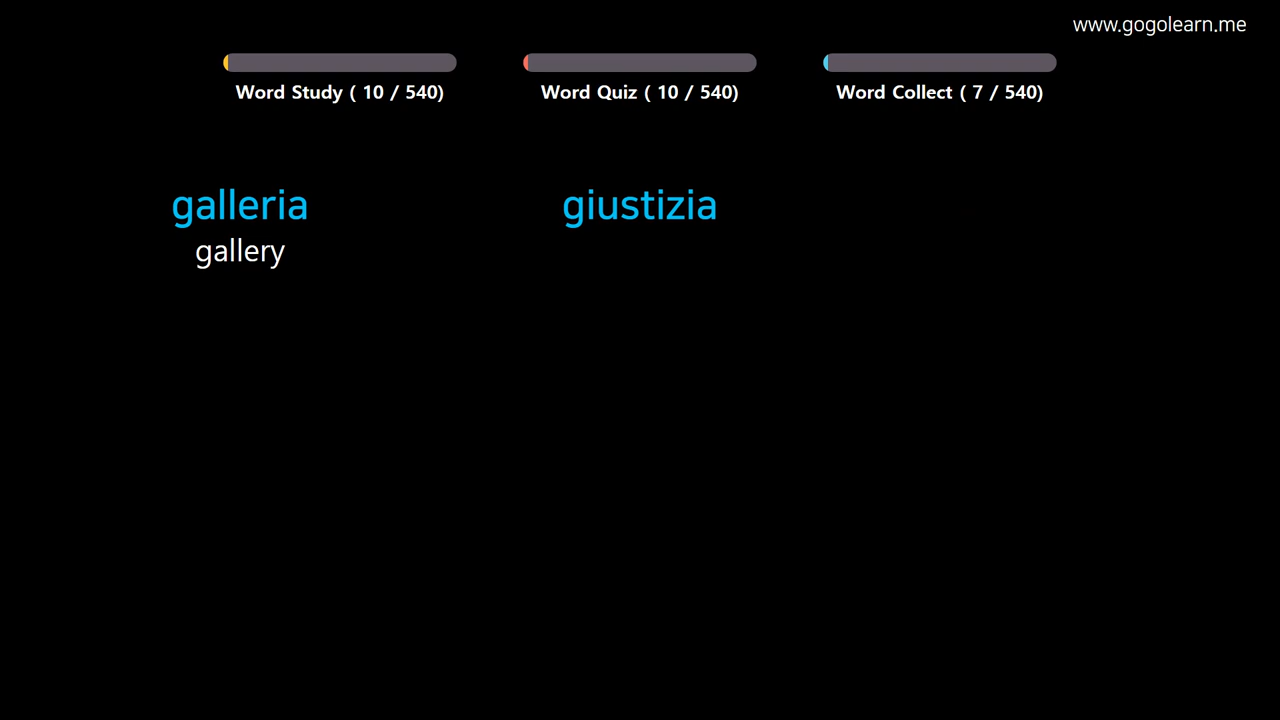 www.gogolearn.me
Word Study ( 10 / 540)
Word Quiz ( 10 / 540)
Word Collect ( 7 / 540)
galleria
gallery
giustizia